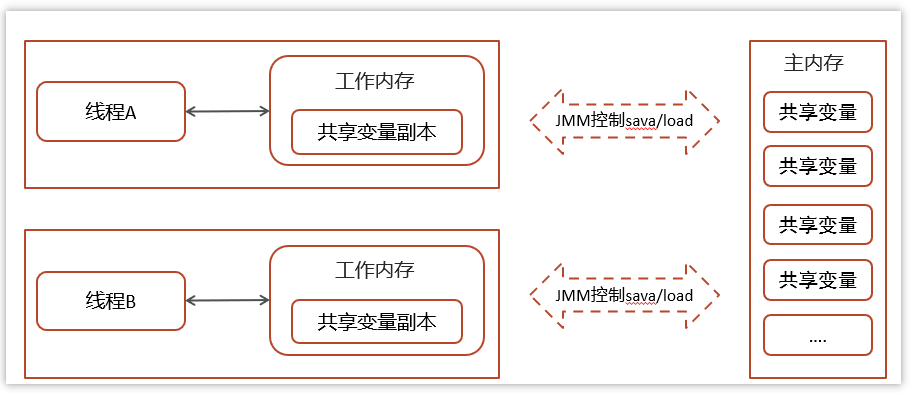 线程A
工作内存
共享变量副本
JMM控制sava/load
线程B
工作内存
共享变量副本
JMM控制sava/load
主内存
共享变量
共享变量
共享变量
共享变量
....